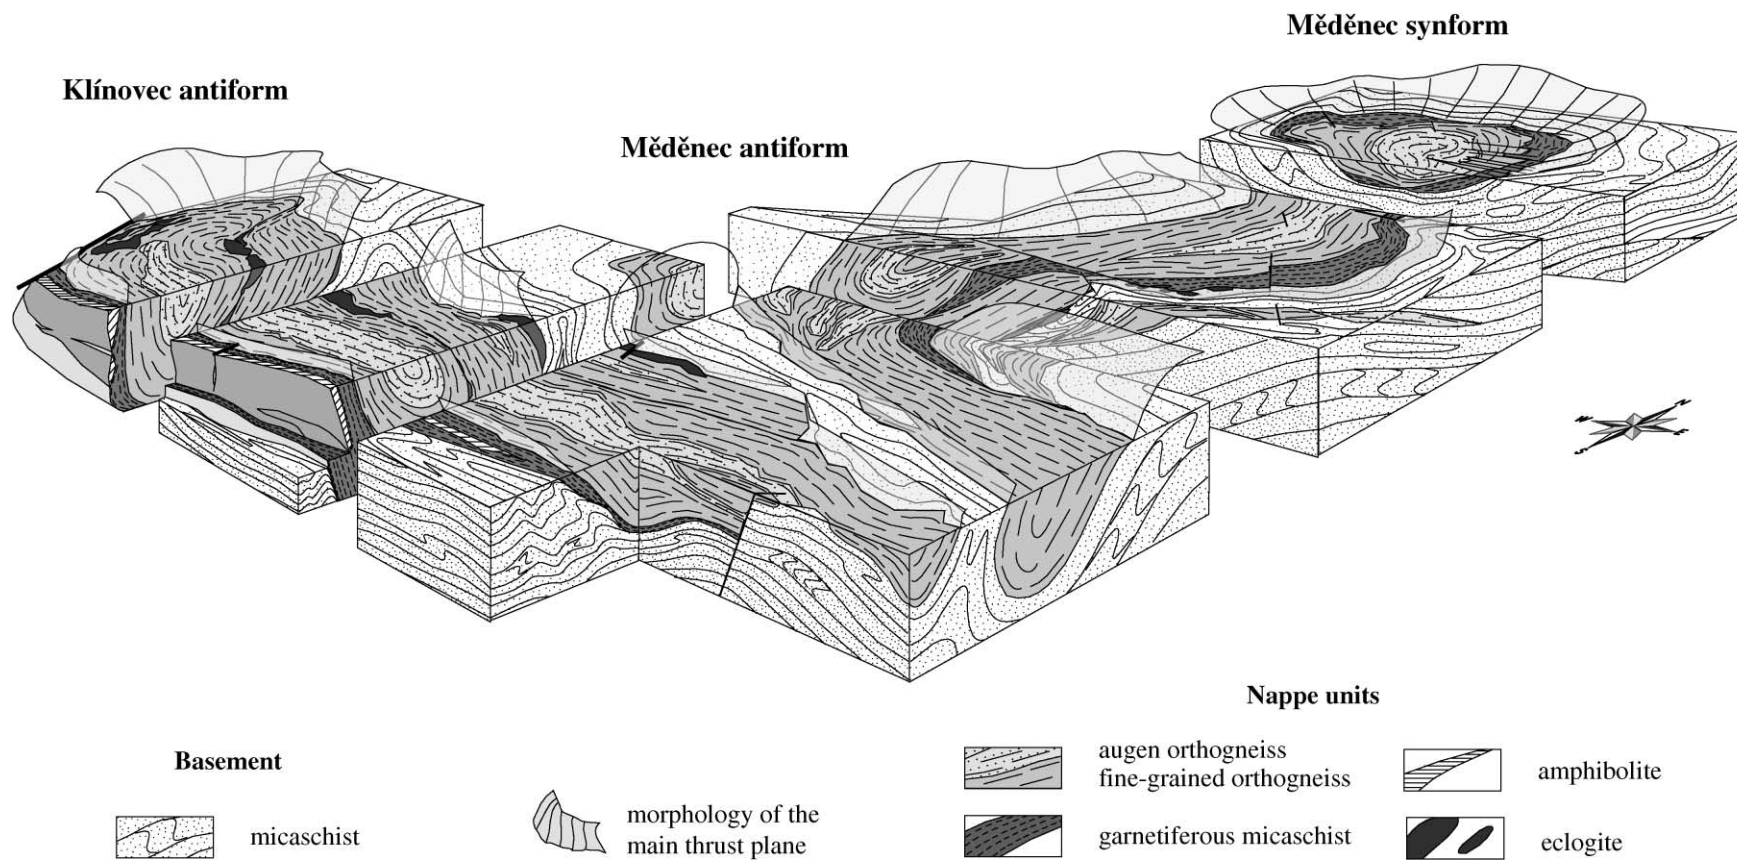 Měděnec synform
Klínovec antiform
Měděnec antiform
N
E
S
Nappe units
Basement
augen orthogneiss
fine-grained orthogneiss
amphibolite
micaschist
morphology of the
main thrust plane
garnetiferous micaschist
eclogite